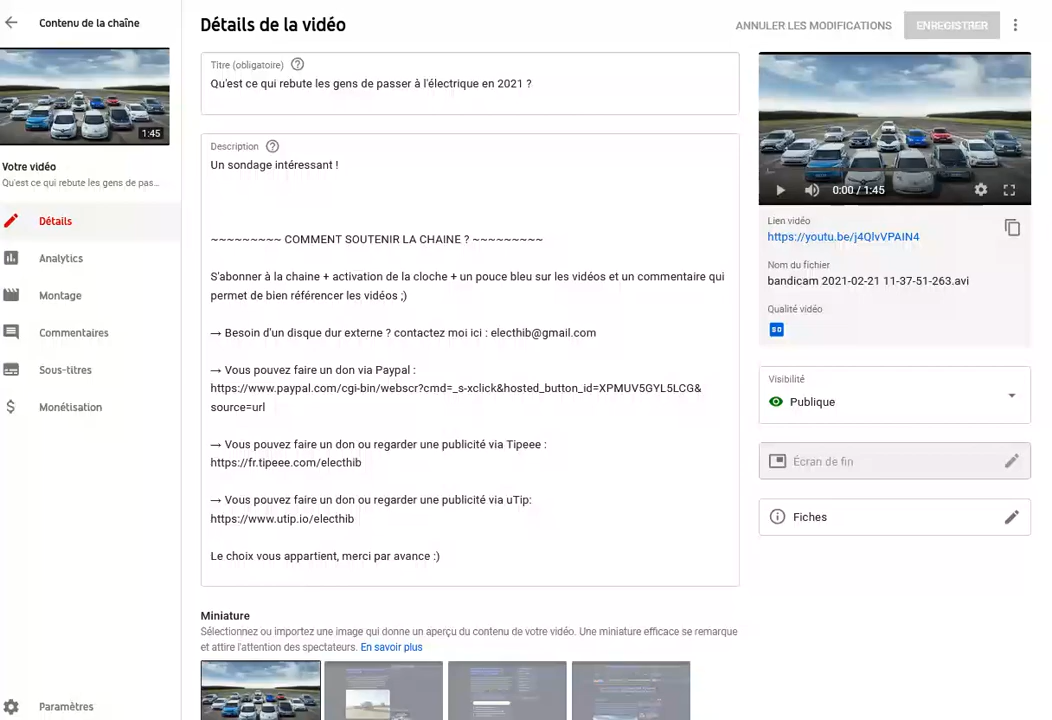 Contenu de la chaîne
1:45
Votre vidéo
Qu'est ce qui rebute les gens de pas...
Détails
Analytics
Montage
Commentaires
Sous-titres
Monétisation
Paramètres
Détails de la vidéo
ANNULER LES MODIFICATIONS
ENREGISTRER
Titre (obligatoire)
Qu'est ce qui rebute les gens de passer à l'électrique en 2021 ?
Description
Un sondage intéressant !
~~~~~~~~~ COMMENT SOUTENIR LA CHAINE ? ~~~~~~~~~
S'abonner à la chaine + activation de la cloche + un pouce bleu sur les vidéos et un commentaire qui
permet de bien référencer les vidéos ;)
→ Besoin d'un disque dur externe ? contactez moi ici : electhib@gmail.com
→ Vous pouvez faire un don via Paypal :
https://www.paypal.com/cgi-bin/webscr?cmd=_s-xclick&hosted_button_id=XPMUV5GYL5LCG&
source=url
→ Vous pouvez faire un don ou regarder une publicité via Tipeee :
https://fr.tipeee.com/electhib
→ Vous pouvez faire un don ou regarder une publicité via uTip:
https://www.utip.io/electhib
Le choix vous appartient, merci par avance :)
Miniature
Sélectionnez ou importez une image qui donne un aperçu du contenu de votre vidéo. Une miniature efficace se remarque
et attire l'attention des spectateurs. En savoir plus
0:00 / 1:45
Lien vidéo
https://youtu.be/j4QlvVPAIN4
Nom du fichier
bandicam 2021-02-21 11-37-51-263.avi
Qualité vidéo
SD
Visibilité
Publique
Écran de fin
Fiches